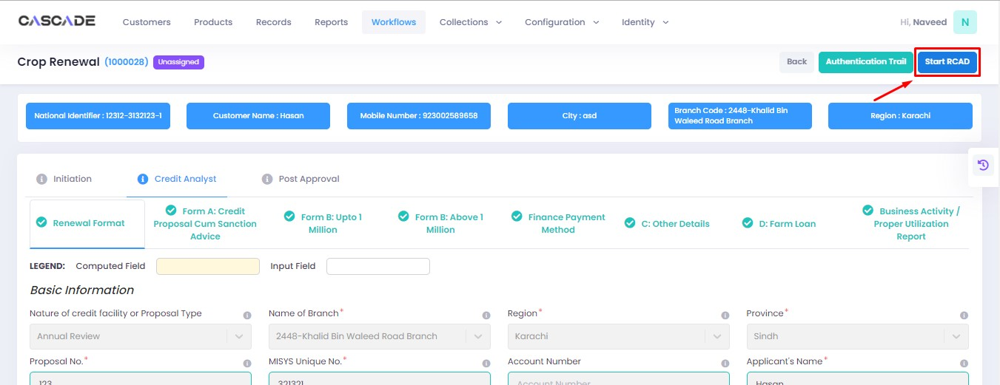 CASCADE
Customers
Products
Records
Reports
Workflows
Collections
Configuration
Identity
Hi, Naveed
N
Crop Renewal (1000028) Unassigned
Back
Authentication Trail
Start RCAD
National Identifier : 12312-3132123-1
Customer Name : Hasan
Mobile Number : 923002589658
City : asd
Branch Code : 2448-Khalid Bin
Waleed Road Branch
Region : Karachi
Initiation
Credit Analyst
Post Approval
Renewal Format
Form A: Credit
Proposal Cum Sanction
Advice
Form B: Upto 1
Million
Form B: Above 1
Million
Finance Payment
Method
C: Other Details
D: Farm Loan
Business Activity /
Proper Utilization
Report
LEGEND: Computed Field
Input Field
Basic Information
Nature of credit facility or Proposal Type
Name of Branch*
Region*
Province*
Annual Review
2448-Khalid Bin Waleed Road Branch
Karachi
Sindh
Proposal No.*
MISYS Unique No.*
Account Number
Applicant's Name*
123
321321
Account Number
Hasan